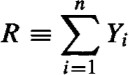 R ≡ ∑_{i=1}^{n} Y_i